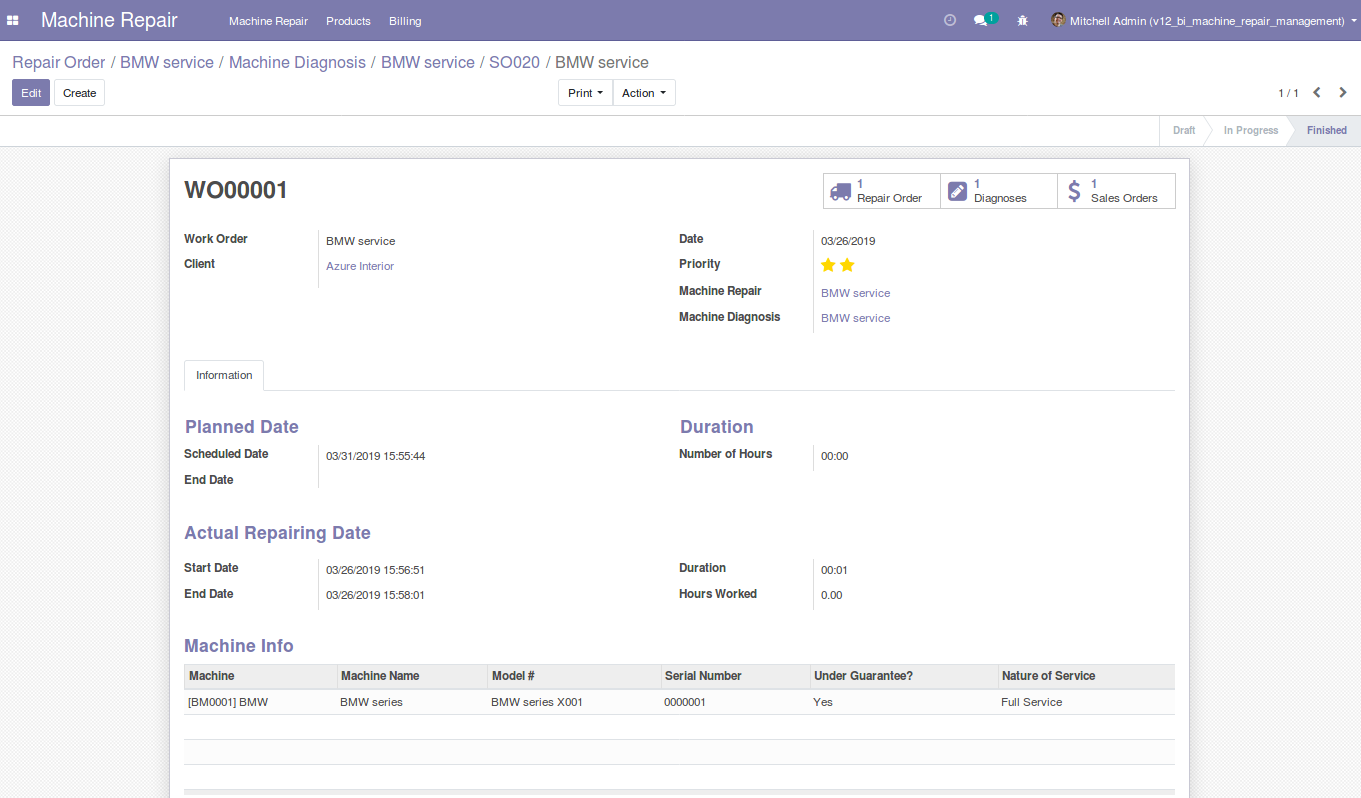 Machine Repair Machine Repair Products Billing 1 Mitchell Admin (v12_bi_machine_repair_management)
Repair Order / BMW service / Machine Diagnosis / BMW service / SO020 / BMW service
Edit Create Print Action 1 / 1
Draft In Progress Finished
WO00001
1 Repair Order
1 Diagnoses
1 Sales Orders
Work Order BMW service
Client Azure Interior
Date 03/26/2019
Priority
Machine Repair BMW service
Machine Diagnosis BMW service
Information
Planned Date
Scheduled Date 03/31/2019 15:55:44
End Date
Duration
Number of Hours 00:00
Actual Repairing Date
Start Date 03/26/2019 15:56:51
End Date 03/26/2019 15:58:01
Duration 00:01
Hours Worked 0.00
Machine Info
Machine Machine Name Model # Serial Number Under Guarantee? Nature of Service
[BM0001] BMW BMW series BMW series X001 0000001 Yes Full Service